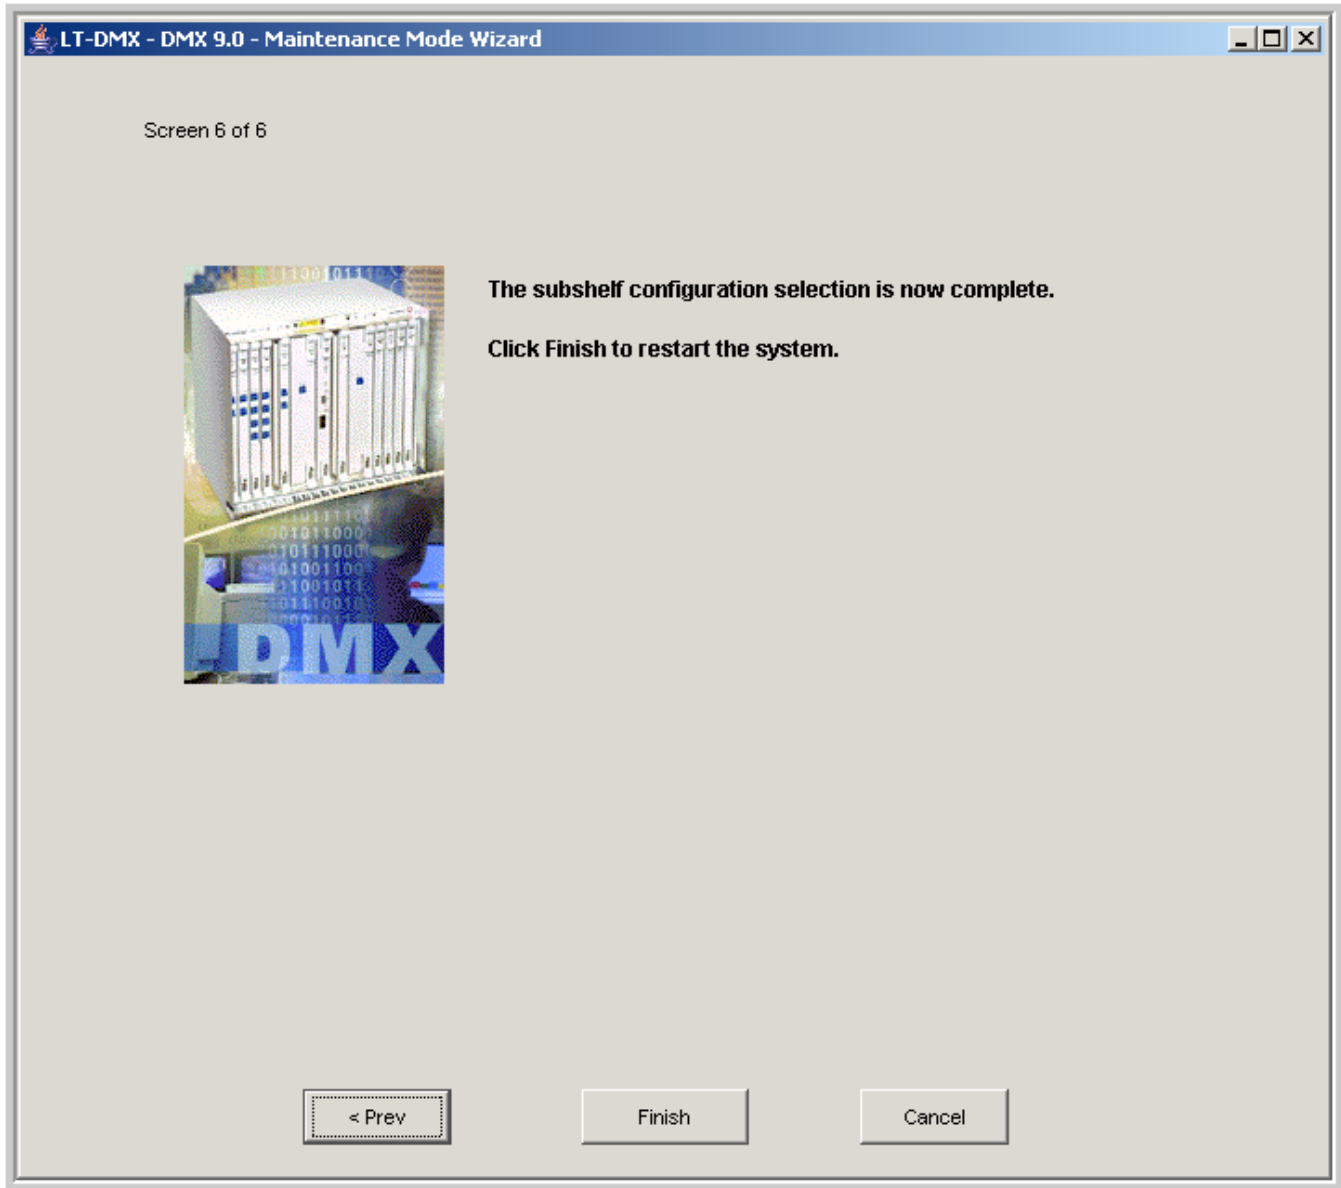 LT-DMX - DMX 9.0 - Maintenance Mode Wizard
Screen 6 of 6
The subshelf configuration selection is now complete.
Click Finish to restart the system.
DMX
< Prev
Finish
Cancel